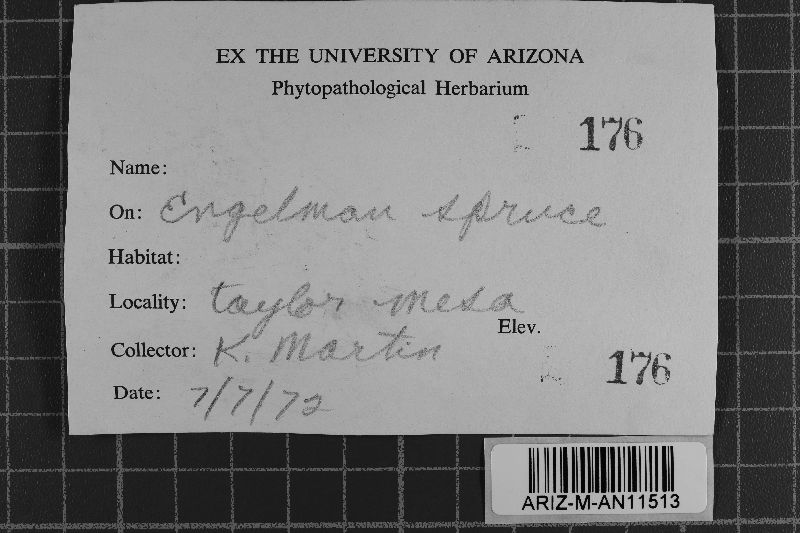 EX THE UNIVERSITY OF ARIZONA
Phytopathological Herbarium
176
Name:
On: Engelman spruce
Habitat:
Locality: taylor mesa
Elev.
Collector: K. Martin
176
Date: 7/7/72
ARIZ-M-AN11513